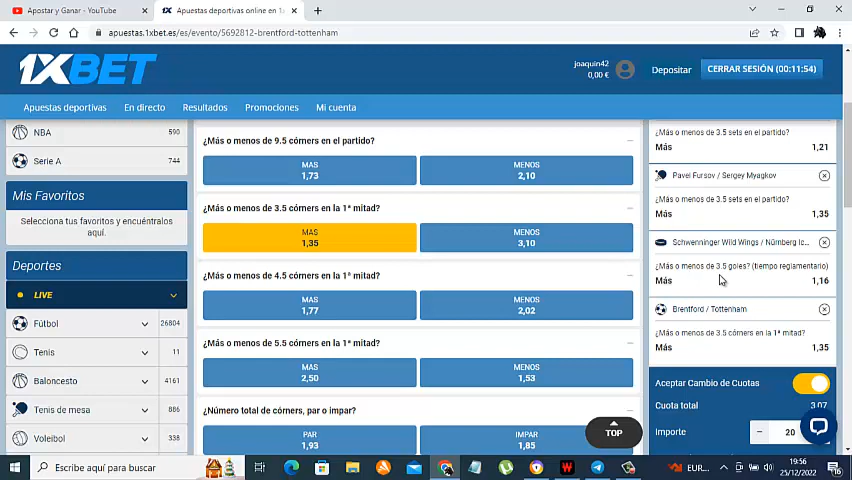 Apostar y Ganar - YouTube
Apuestas deportivas online en 1x
apuestas.1xbet.es/es/evento/5692812-brentford-tottenham
1XBET
joaquin42
0,00 €
Depositar
CERRAR SESIÓN (00:11:54)
Apuestas deportivas
En directo
Resultados
Promociones
Mi cuenta
NBA
590
Serie A
744
Mis Favoritos
Selecciona tus favoritos y encuéntralos
aquí.
Deportes
LIVE
Fútbol
26804
Tenis
11
Baloncesto
4161
Tenis de mesa
886
Voleibol
338
¿Más o menos de 9.5 córners en el partido?
MAS
1,73
MENOS
2,10
¿Más o menos de 3.5 córners en la 1ª mitad?
MAS
1,35
MENOS
3,10
¿Más o menos de 4.5 córners en la 1ª mitad?
MAS
1,77
MENOS
2,02
¿Más o menos de 5.5 córners en la 1ª mitad?
MAS
2,50
MENOS
1,53
¿Número total de córners, par o impar?
PAR
1,93
IMPAR
1,85
TOP
¿Más o menos de 3.5 sets en el partido?
Más
1,21
Pavel Fursov / Sergey Myagkov
¿Más o menos de 3.5 sets en el partido?
Más
1,35
Schwenninger Wild Wings / Nürnberg Ic...
¿Más o menos de 3.5 goles? (tiempo reglamentario)
Más
1,16
Brentford / Tottenham
¿Más o menos de 3.5 córners en la 1ª mitad?
Más
1,35
Aceptar Cambio de Cuotas
Cuota total
3,07
Importe
20
Escribe aquí para buscar
EUR...
19:56
25/12/2022
16